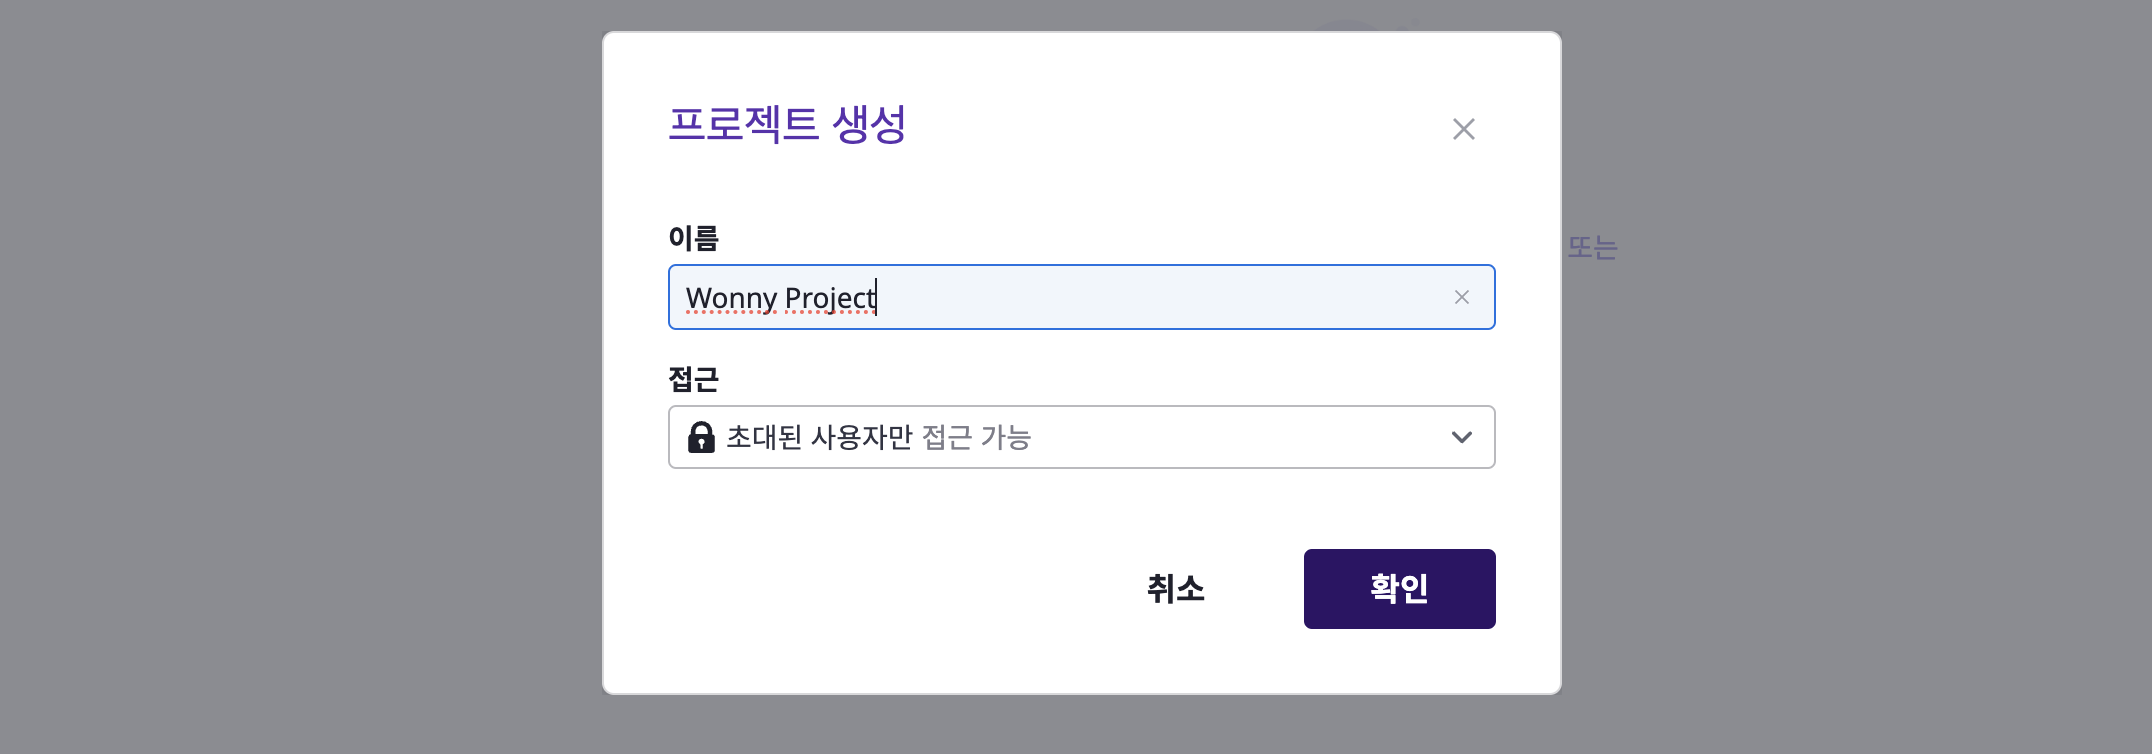 프로젝트 생성
이름
또는
Wonny Project
접근
초대된 사용자만 접근 가능
취소
확인